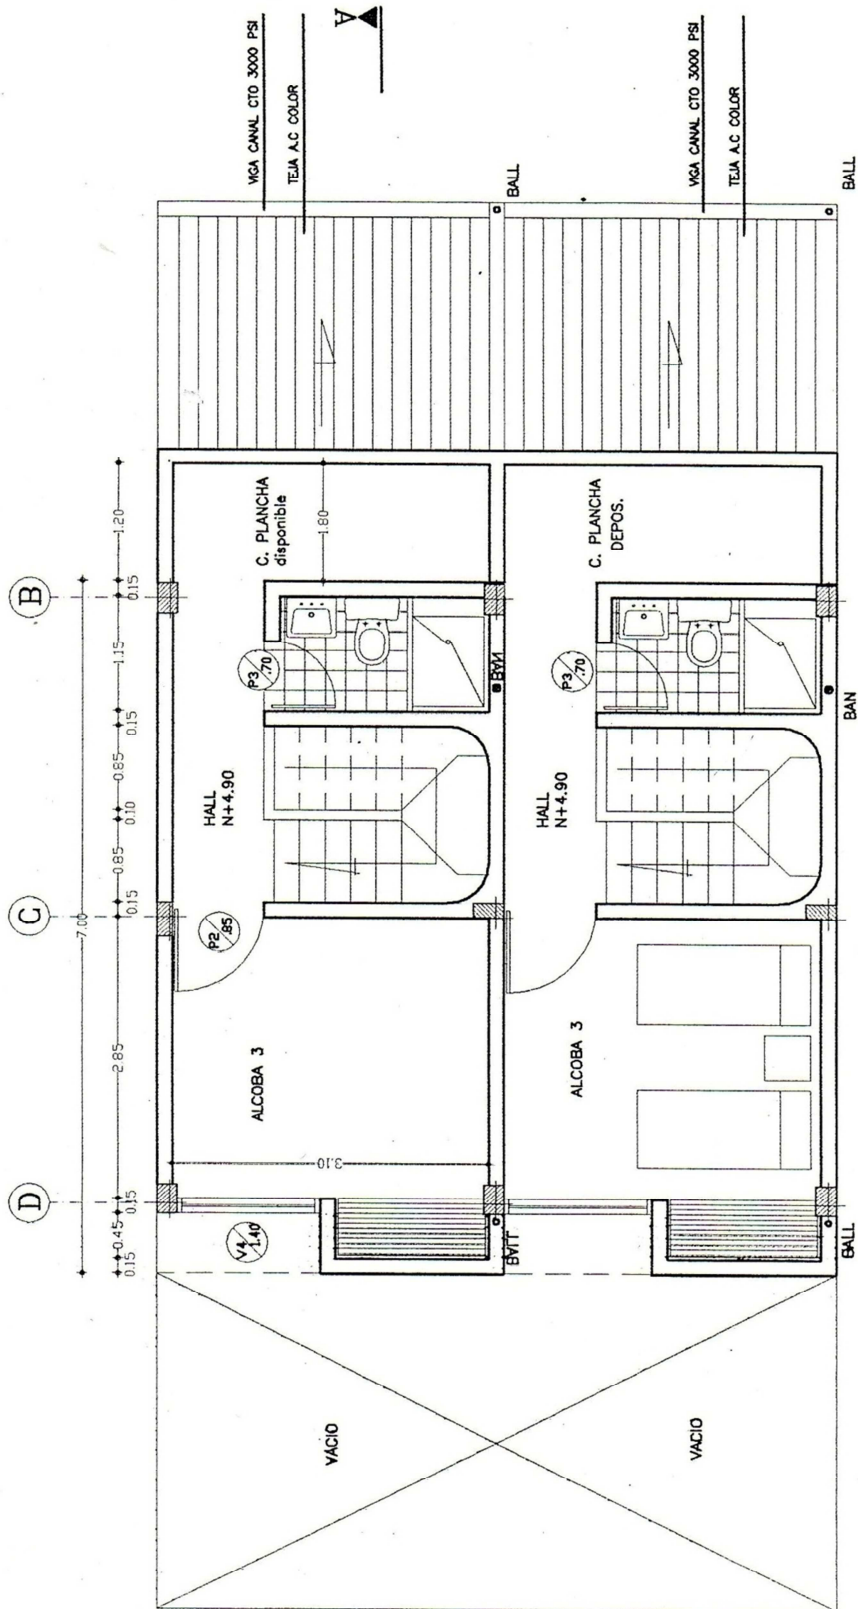 VIGA CANAL CTO 3000 PSI
TEJA A.C COLOR
A
VIGA CANAL CTO 3000 PSI
TEJA A.C COLOR
BALL
BALL
B
C
D
7.00
1.20
0.15
1.15
0.15
0.85
0.10
0.85
0.15
2.85
0.15
0.45
0.15
C. PLANCHA
disponible
1.80
P3
.70
BAN
HALL
N+4.90
P2
.85
ALCOBA 3
3.10
V4
1.40
BALL
C. PLANCHA
DEPOS.
P3
.70
BAN
HALL
N+4.90
ALCOBA 3
BALL
VACIO
VACIO